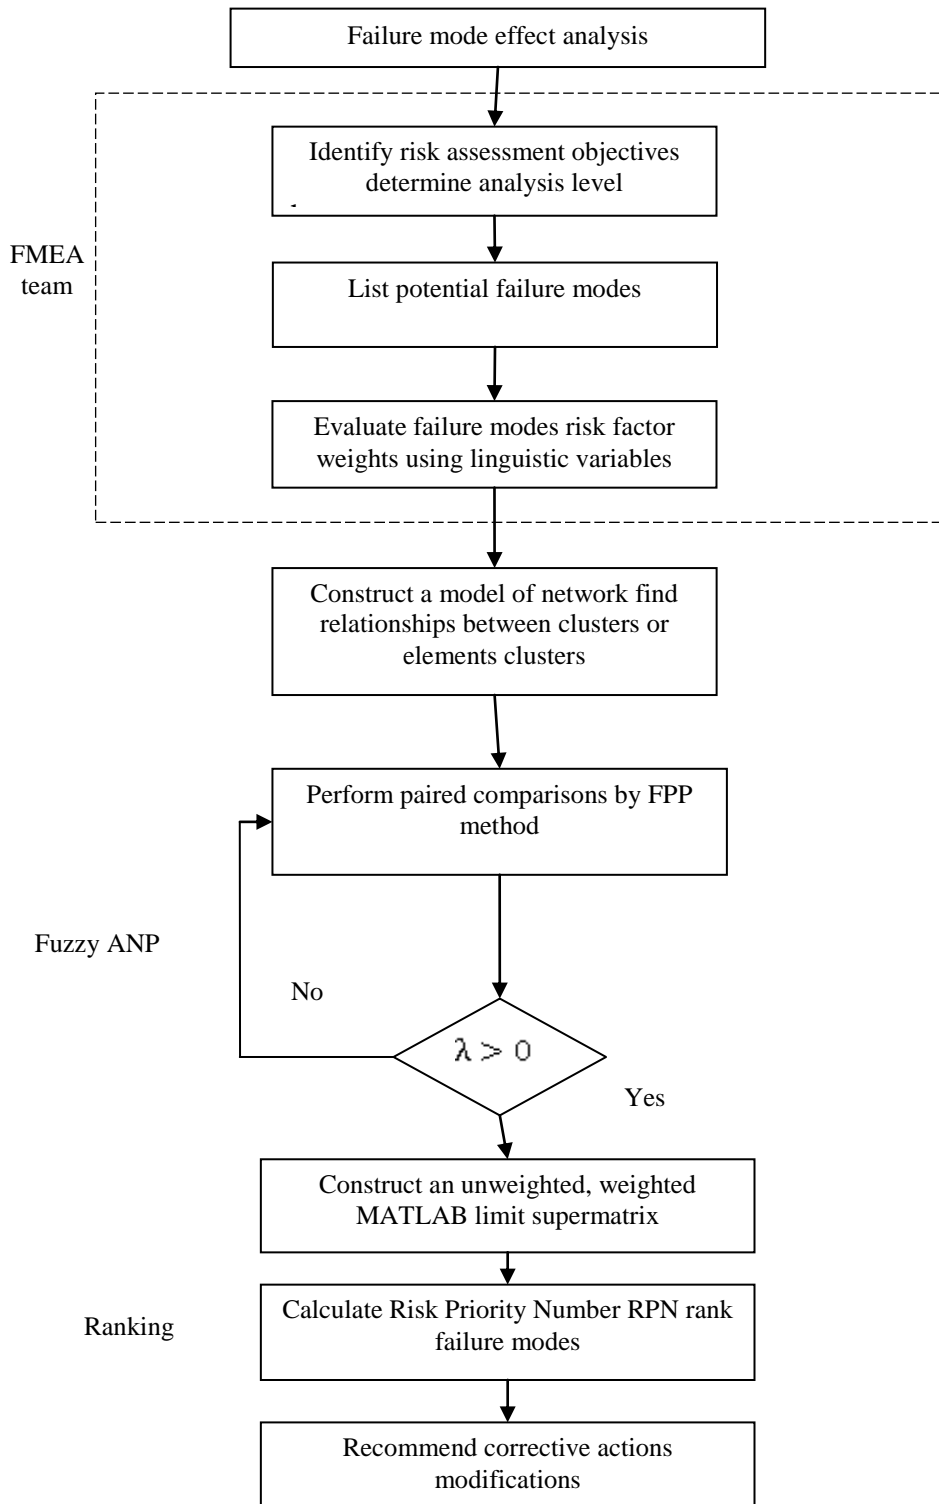 Failure mode effect analysis
Identify risk assessment objectives
determine analysis level
FMEA
team
List potential failure modes
Evaluate failure modes risk factor
weights using linguistic variables
Construct a model of network find
relationships between clusters or
elements clusters
Perform paired comparisons by FPP
method
Fuzzy ANP
No
λ > 0
Yes
Construct an unweighted, weighted
MATLAB limit supermatrix
Ranking
Calculate Risk Priority Number RPN rank
failure modes
Recommend corrective actions
modifications